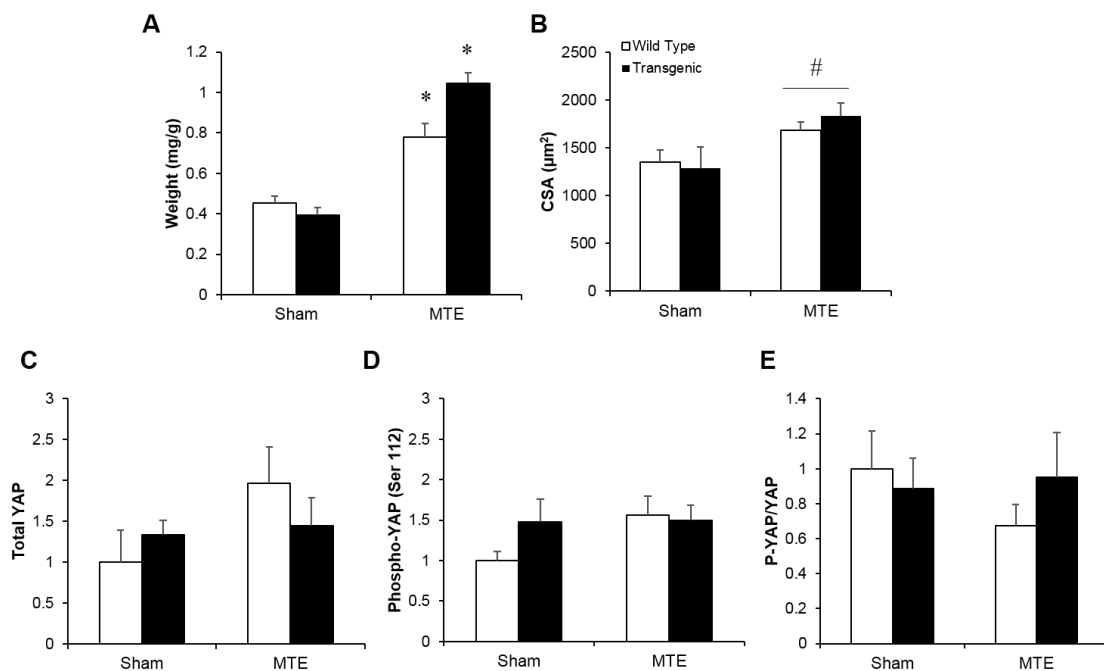 A
Weight (mg/g)
1.2
1
0.8
0.6
0.4
0.2
0
*
*
Sham
MTE
B
CSA (µm²)
2500
2000
1500
1000
500
0
Wild Type
Transgenic
#
Sham
MTE
C
Total YAP
3
2.5
2
1.5
1
0.5
0
Sham
MTE
D
Phospho-YAP (Ser 112)
3
2.5
2
1.5
1
0.5
0
Sham
MTE
E
P-YAP/YAP
1.4
1.2
1
0.8
0.6
0.4
0.2
0
Sham
MTE